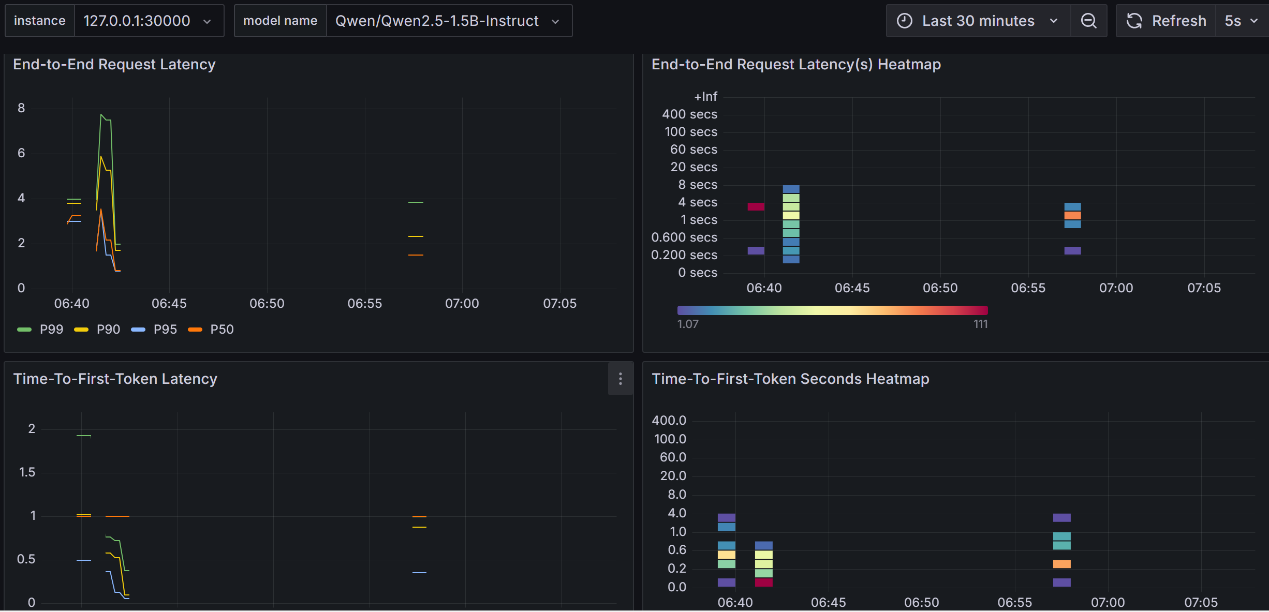 instance 127.0.0.1:30000 model name Qwen/Qwen2.5-1.5B-Instruct Last 30 minutes Refresh 5s
End-to-End Request Latency
8
6
4
2
0
06:40 06:45 06:50 06:55 07:00 07:05
P99 P90 P95 P50
End-to-End Request Latency(s) Heatmap
+Inf
400 secs
100 secs
60 secs
20 secs
8 secs
4 secs
1 secs
0.600 secs
0.200 secs
0 secs
06:40 06:45 06:50 06:55 07:00 07:05
1.07 111
Time-To-First-Token Latency
2
1.5
1
0.5
0
Time-To-First-Token Seconds Heatmap
400.0
100.0
60.0
20.0
8.0
4.0
1.0
0.6
0.2
0.0
06:40 06:45 06:50 06:55 07:00 07:05